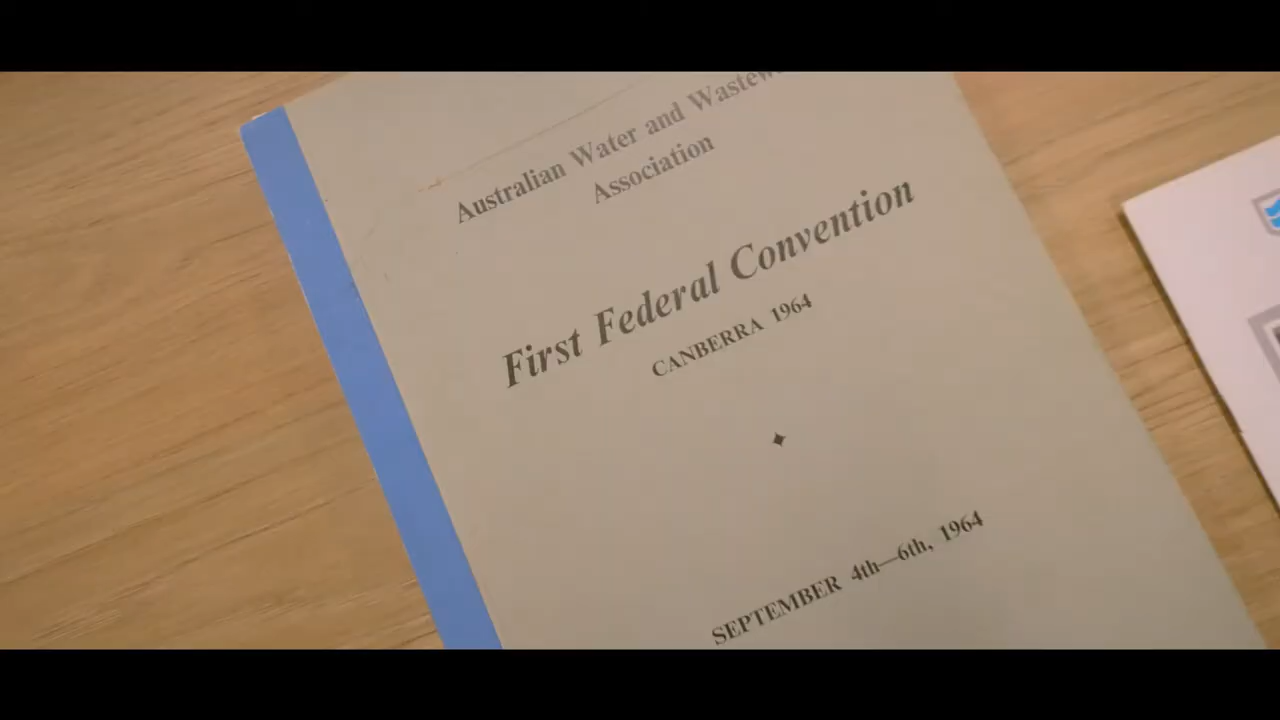 Australian Water and
Association
First Federal Convention
CANBERRA 1964
SEPTEMBER 4th—6th, 1964